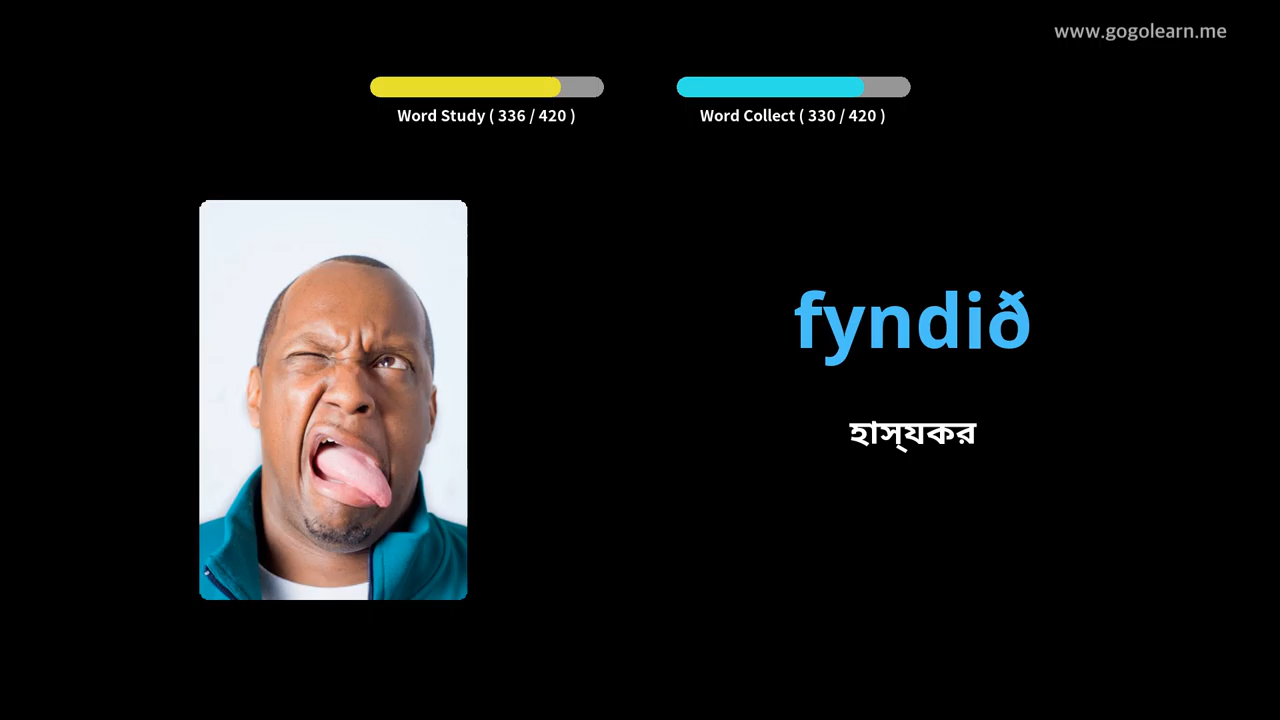 www.gogolearn.me
Word Study ( 336 / 420 )
Word Collect ( 330 / 420 )
fyndið
হাস্যকর